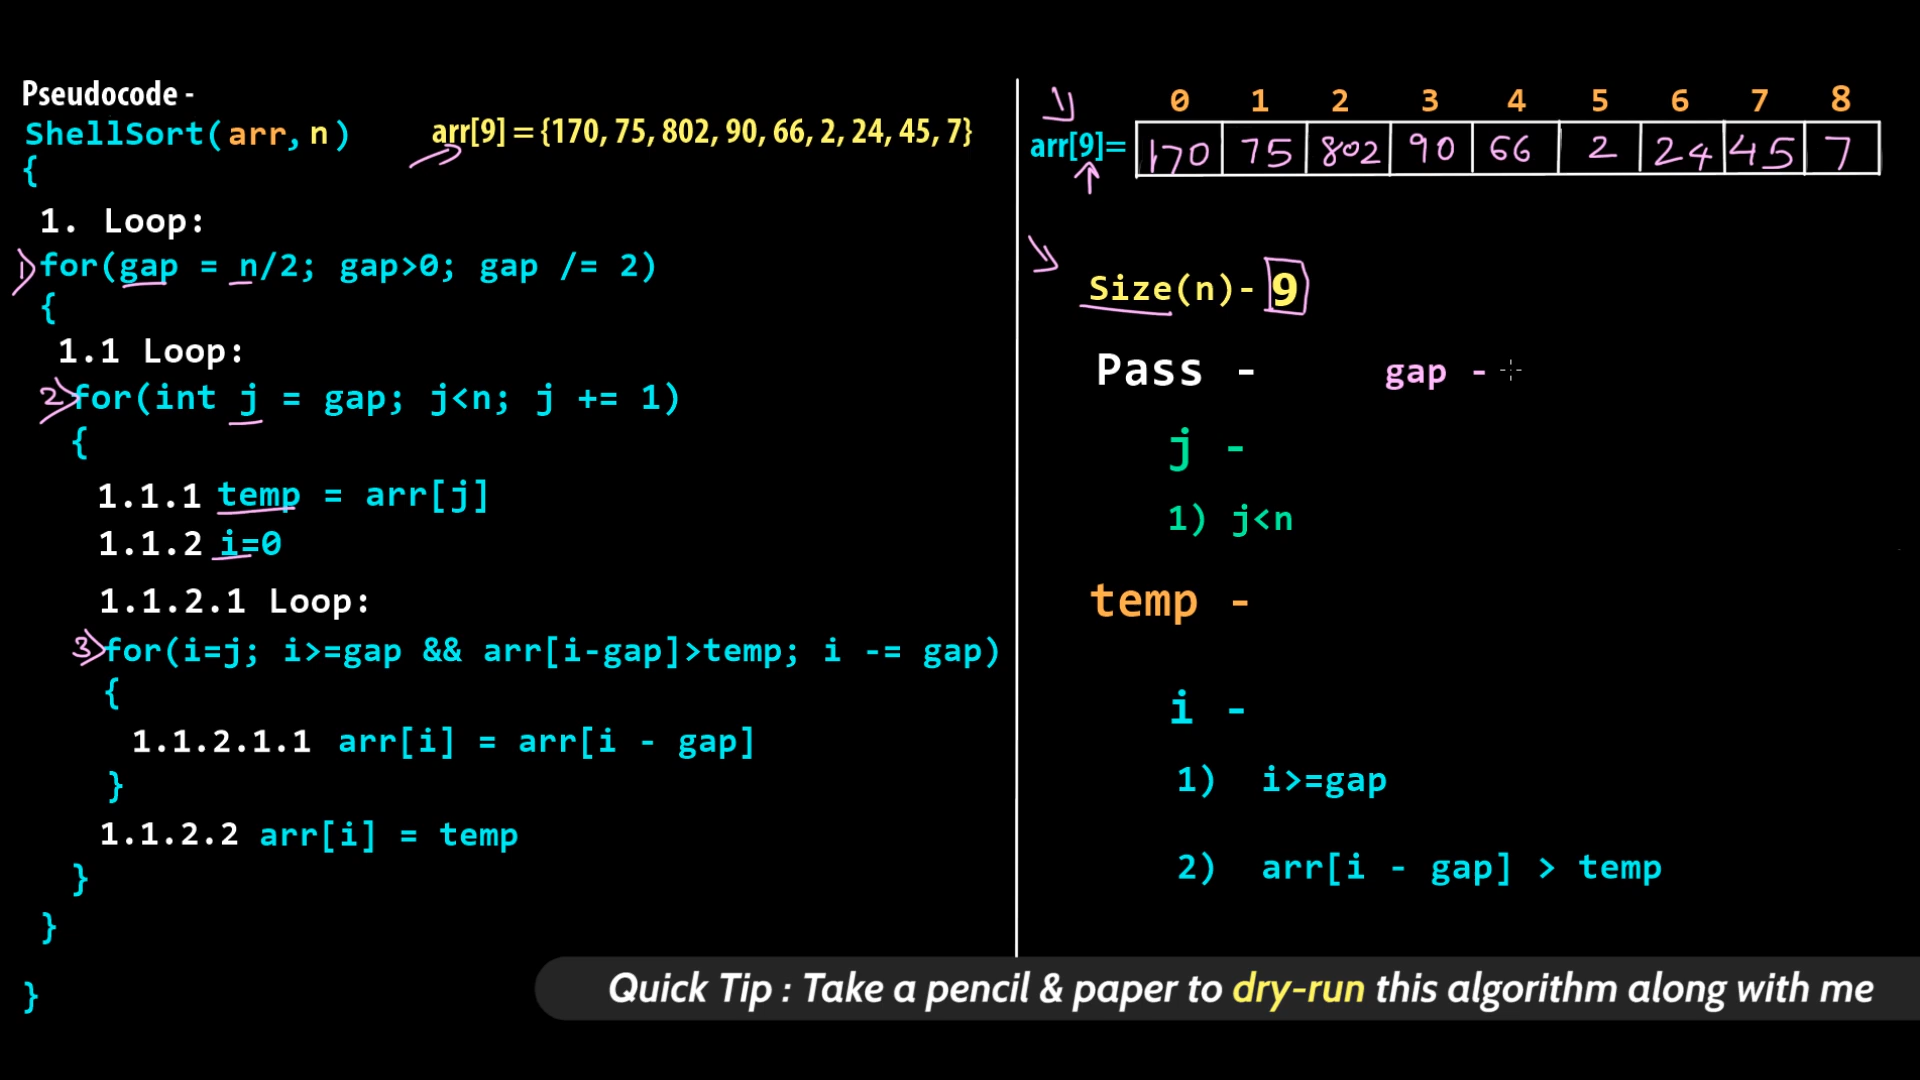 Pseudocode -
ShellSort(arr,n)
arr[9] = {170, 75, 802, 90, 66, 2, 24, 45, 7}
{
1. Loop:
1) for(gap = n/2; gap>0; gap /= 2)
{
1.1 Loop:
2) for(int j = gap; j<n; j += 1)
{
1.1.1 temp = arr[j]
1.1.2 i=0
1.1.2.1 Loop:
3) for(i=j; i>=gap && arr[i-gap]>temp; i -= gap)
{
1.1.2.1.1 arr[i] = arr[i - gap]
}
1.1.2.2 arr[i] = temp
}
}
}
0 1 2 3 4 5 6 7 8
arr[9]= 170 75 802 90 66 2 24 45 7
Size(n)- 9
Pass - gap -
j -
1) j<n
temp -
i -
1) i>=gap
2) arr[i - gap] > temp
Quick Tip : Take a pencil & paper to dry-run this algorithm along with me